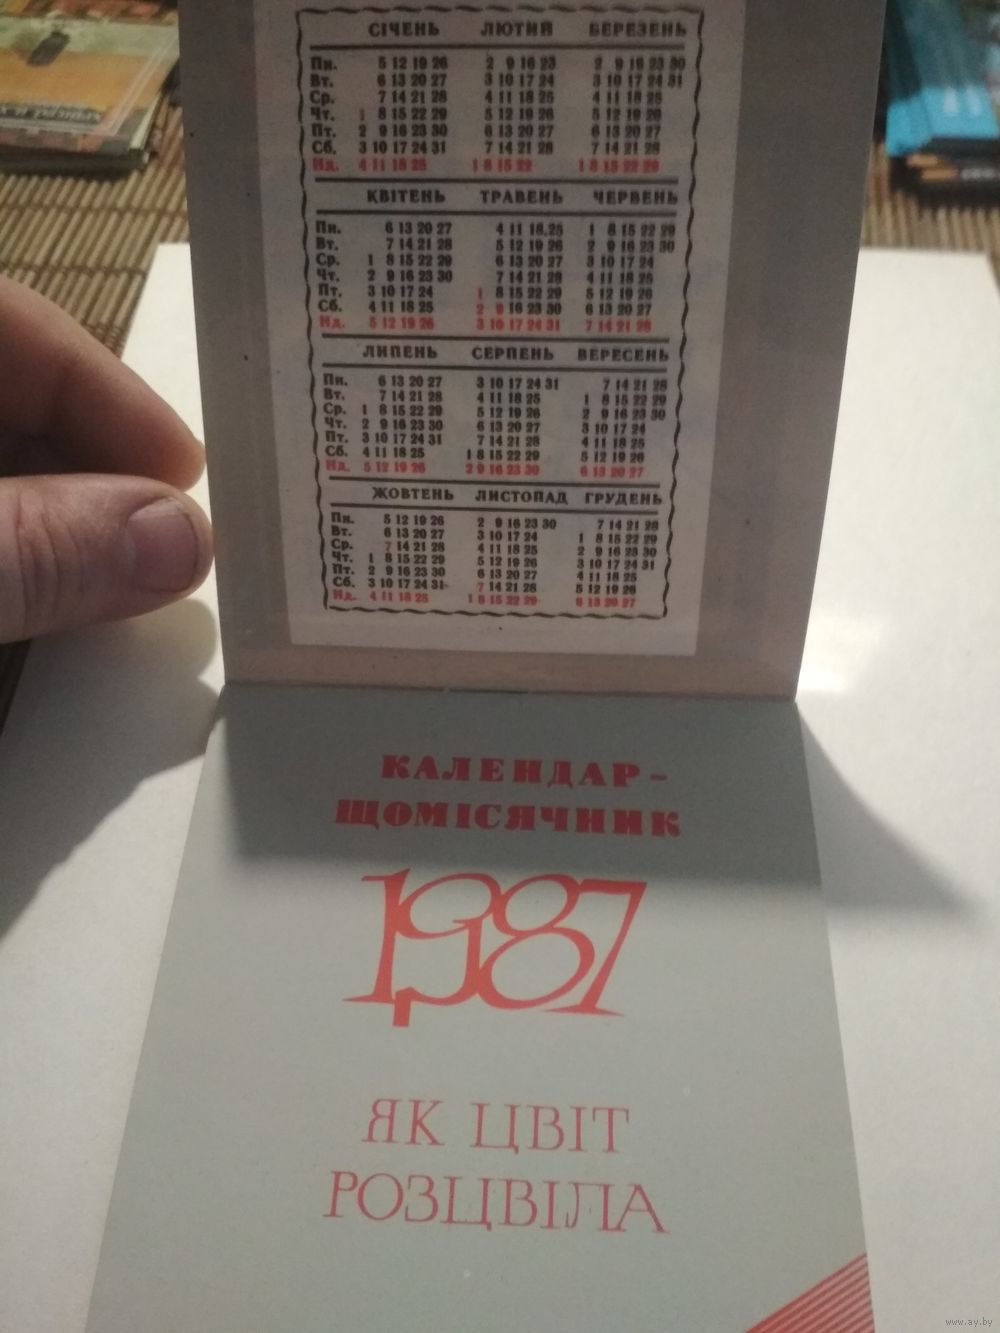 СІЧЕНЬ ЛЮТИЙ БЕРЕЗЕНЬ
Пн. 5 12 19 26 2 9 16 23 2 9 16 23 30
Вт. 6 13 20 27 3 10 17 24 3 10 17 24 31
Ср. 7 14 21 28 4 11 18 25 4 11 18 25
Чт. 1 8 15 22 29 5 12 19 26 5 12 19 26
Пт. 2 9 16 23 30 6 13 20 27 6 13 20 27
Сб. 3 10 17 24 31 7 14 21 28 7 14 21 28
Нд. 4 11 18 25 1 8 15 22 1 8 15 22 29
КВІТЕНЬ ТРАВЕНЬ ЧЕРВЕНЬ
Пн. 6 13 20 27 4 11 18 25 1 8 15 22 29
Вт. 7 14 21 28 5 12 19 26 2 9 16 23 30
Ср. 1 8 15 22 29 6 13 20 27 3 10 17 24
Чт. 2 9 16 23 30 7 14 21 28 4 11 18 25
Пт. 3 10 17 24 1 8 15 22 29 5 12 19 26
Сб. 4 11 18 25 2 9 16 23 30 6 13 20 27
Нд. 5 12 19 26 3 10 17 24 31 7 14 21 28
ЛИПЕНЬ СЕРПЕНЬ ВЕРЕСЕНЬ
Пн. 6 13 20 27 3 10 17 24 31 7 14 21 28
Вт. 7 14 21 28 4 11 18 25 1 8 15 22 29
Ср. 1 8 15 22 29 5 12 19 26 2 9 16 23 30
Чт. 2 9 16 23 30 6 13 20 27 3 10 17 24
Пт. 3 10 17 24 31 7 14 21 28 4 11 18 25
Сб. 4 11 18 25 1 8 15 22 29 5 12 19 26
Нд. 5 12 19 26 2 9 16 23 30 6 13 20 27
ЖОВТЕНЬ ЛИСТОПАД ГРУДЕНЬ
Пн. 5 12 19 26 2 9 16 23 30 7 14 21 28
Вт. 6 13 20 27 3 10 17 24 1 8 15 22 29
Ср. 7 14 21 28 4 11 18 25 2 9 16 23 30
Чт. 1 8 15 22 29 5 12 19 26 3 10 17 24 31
Пт. 2 9 16 23 30 6 13 20 27 4 11 18 25
Сб. 3 10 17 24 31 7 14 21 28 5 12 19 26
Нд. 4 11 18 25 1 8 15 22 29 6 13 20 27
КАЛЕНДАР-
ЩОМІСЯЧНИК
1987
ЯК ЦВІТ
РОЗЦВІЛА
www.ay.by